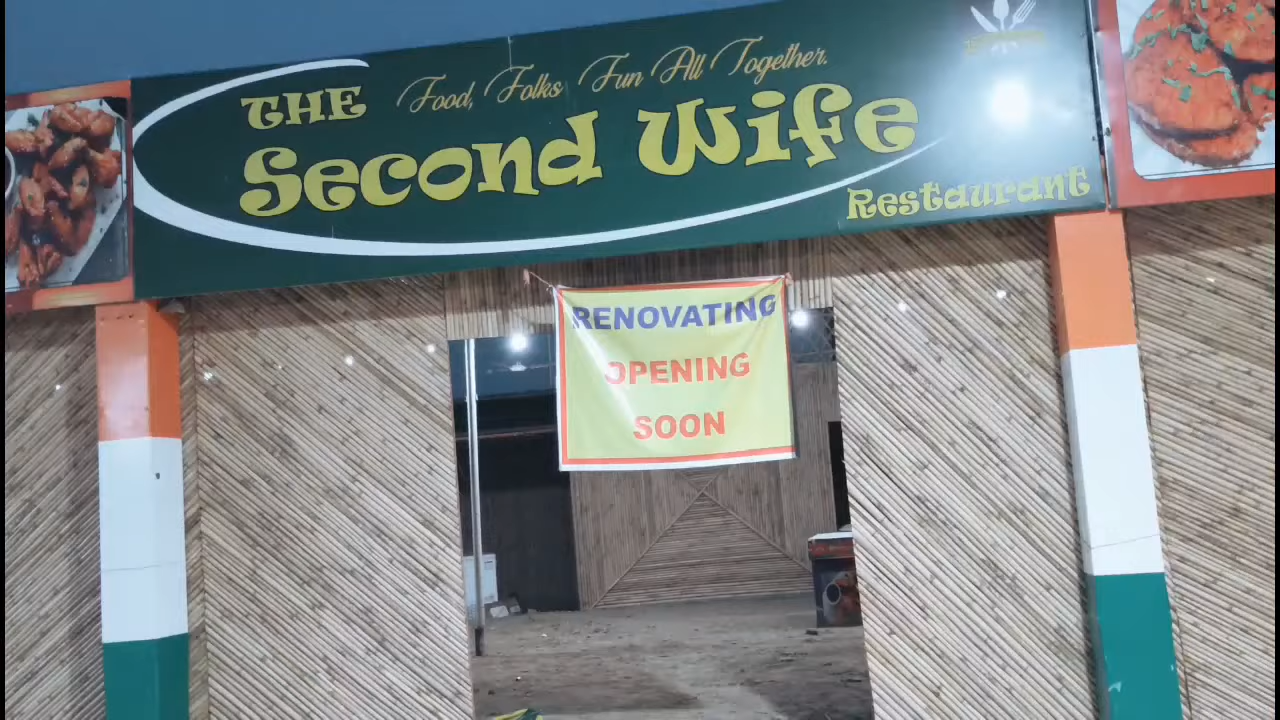 Food, Folks Fun All Together.
THE
Second Wife
Restaurant
RENOVATING
OPENING
SOON